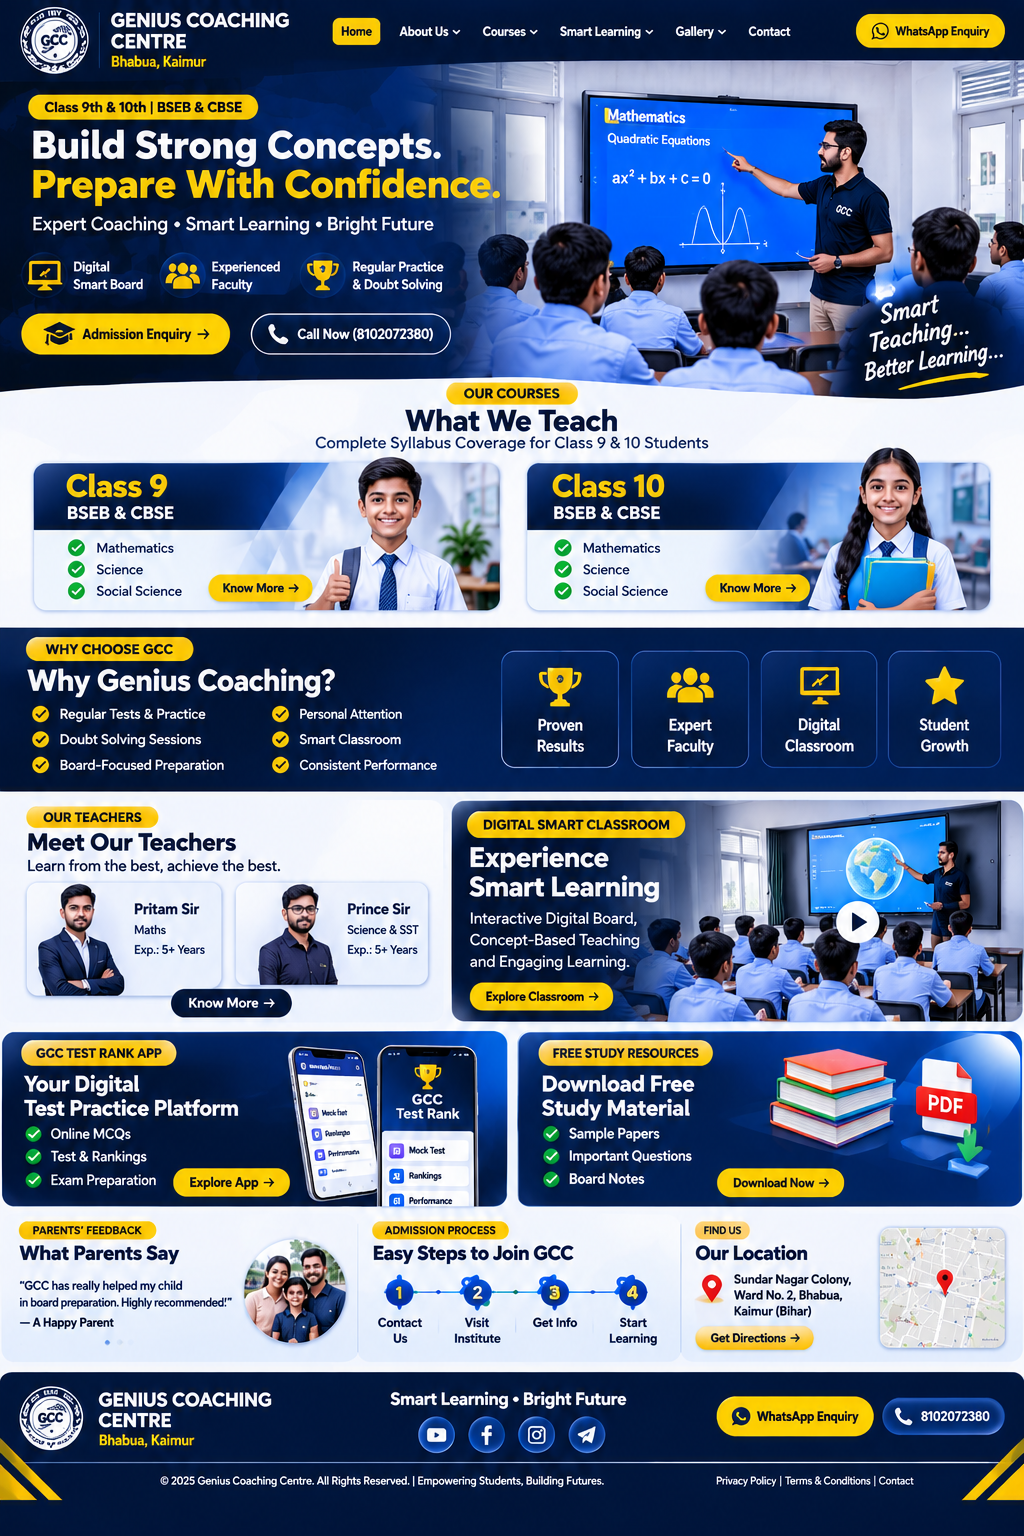 GCC
GENIUS COACHING
CENTRE
Bhabua, Kaimur
Home
About Us
Courses
Smart Learning
Gallery
Contact
WhatsApp Enquiry
Class 9th & 10th | BSEB & CBSE
Build Strong Concepts.
Prepare With Confidence.
Expert Coaching • Smart Learning • Bright Future
Digital
Smart Board
Experienced
Faculty
Regular Practice
& Doubt Solving
Admission Enquiry →
Call Now (8102072380)
Mathematics
Quadratic Equations
ax² + bx + c = 0
GCC
Smart
Teaching...
Better Learning...
OUR COURSES
What We Teach
Complete Syllabus Coverage for Class 9 & 10 Students
Class 9
BSEB & CBSE
Mathematics
Science
Social Science
Know More →
Class 10
BSEB & CBSE
Mathematics
Science
Social Science
Know More →
WHY CHOOSE GCC
Why Genius Coaching?
Regular Tests & Practice
Doubt Solving Sessions
Board-Focused Preparation
Personal Attention
Smart Classroom
Consistent Performance
Proven
Results
Expert
Faculty
Digital
Classroom
Student
Growth
OUR TEACHERS
Meet Our Teachers
Learn from the best, achieve the best.
Pritam Sir
Maths
Exp.: 5+ Years
Prince Sir
Science & SST
Exp.: 5+ Years
Know More →
DIGITAL SMART CLASSROOM
Experience
Smart Learning
Interactive Digital Board,
Concept-Based Teaching
and Engaging Learning.
Explore Classroom →
GCC TEST RANK APP
Your Digital
Test Practice Platform
Online MCQs
Test & Rankings
Exam Preparation
Explore App →
GCC
Test Rank
Mock Test
Rankings
Performance
FREE STUDY RESOURCES
Download Free
Study Material
Sample Papers
Important Questions
Board Notes
Download Now →
PDF
PARENTS' FEEDBACK
What Parents Say
"GCC has really helped my child
in board preparation. Highly recommended!"
— A Happy Parent
ADMISSION PROCESS
Easy Steps to Join GCC
1
Contact
Us
2
Visit
Institute
3
Get Info
4
Start
Learning
FIND US
Our Location
Sundar Nagar Colony,
Ward No. 2, Bhabua,
Kaimur (Bihar)
Get Directions →
GCC
GENIUS COACHING
CENTRE
Bhabua, Kaimur
Smart Learning • Bright Future
WhatsApp Enquiry
8102072380
© 2025 Genius Coaching Centre. All Rights Reserved. | Empowering Students, Building Futures.
Privacy Policy | Terms & Conditions | Contact